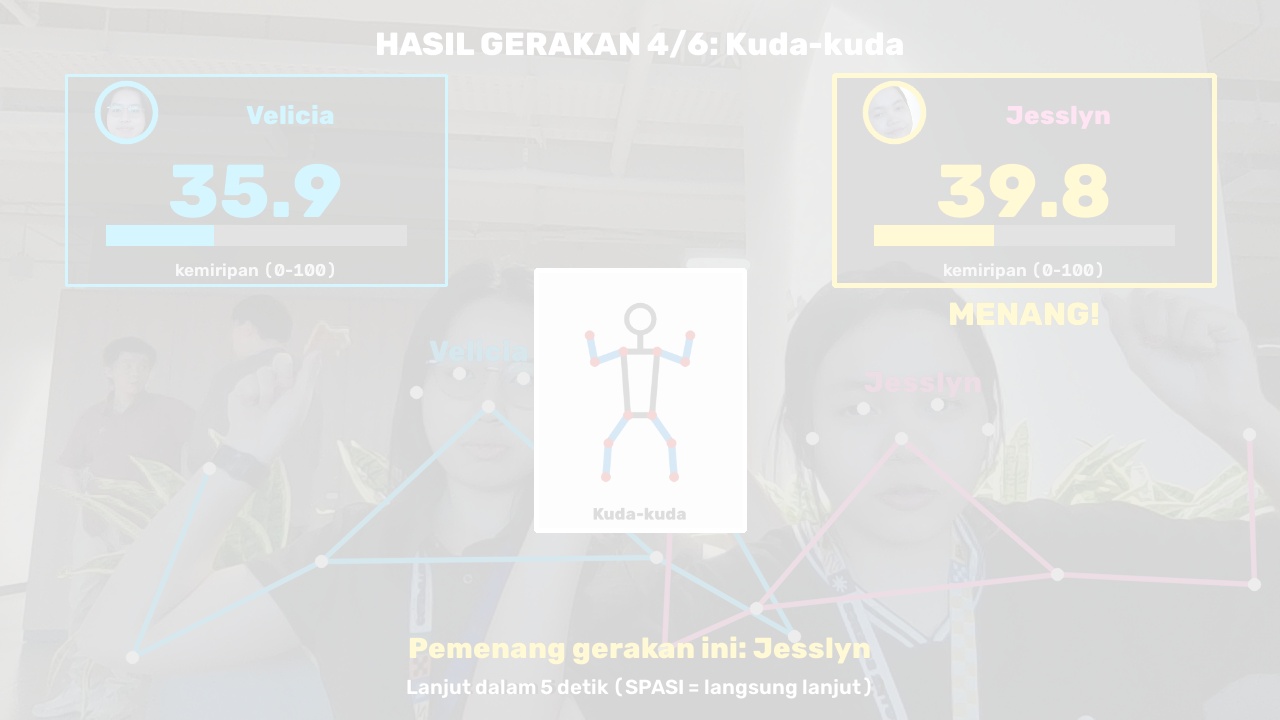 HASIL GERAKAN 4/6: Kuda-kuda
Velicia
35.9
kemiripan (0-100)
Jesslyn
39.8
kemiripan (0-100)
MENANG!
Velicia
Jesslyn
Kuda-kuda
Pemenang gerakan ini: Jesslyn
Lanjut dalam 5 detik (SPASI = langsung lanjut)